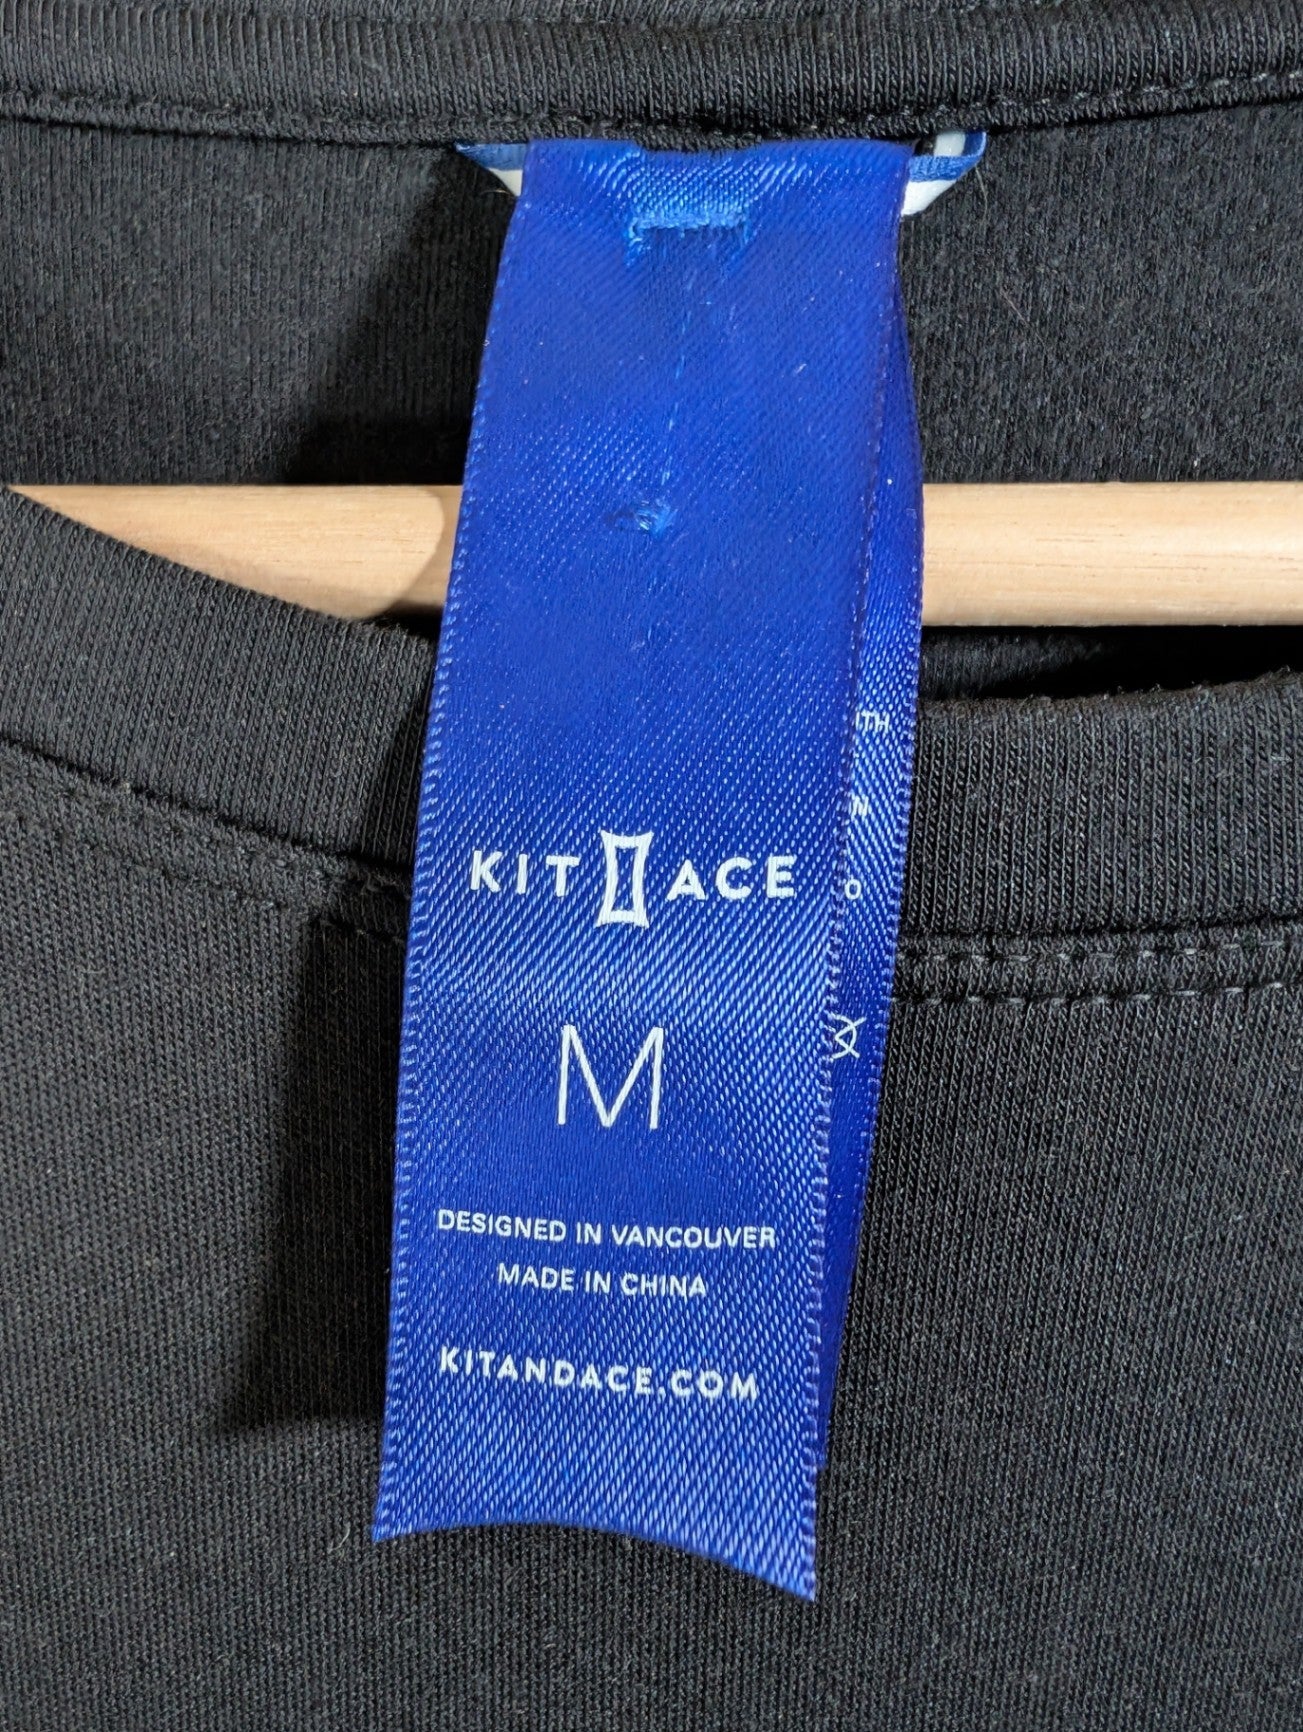 KIT ACE
M
DESIGNED IN VANCOUVER
MADE IN CHINA
KITANDACE.COM